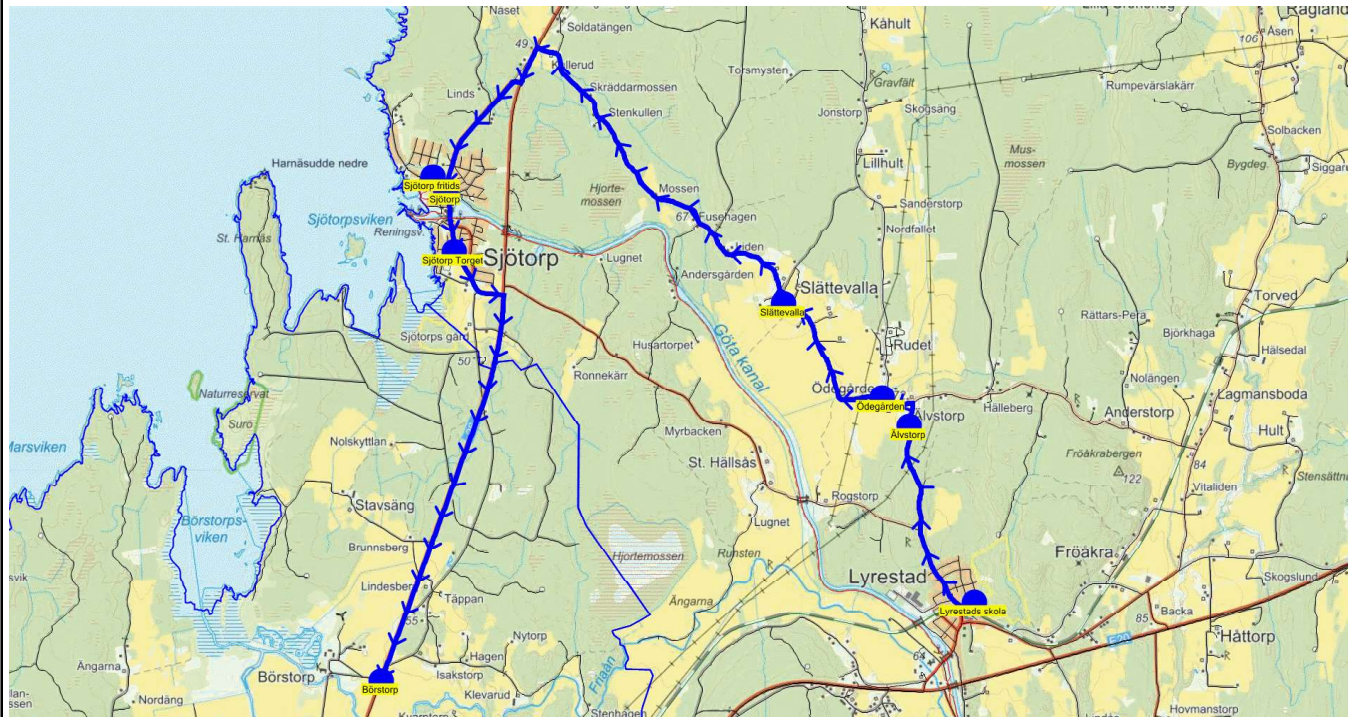 Naset
Soldatängen
Kåhult
Åsen
106
49
Kullerud
Torsmysten
Gravfält
Rumpevärslakärr
Skräddarmossen
Linds
Stenkullen
Jonstorp
Skogsäng
Solbacken
Harnäsudde nedre
Lillhult
Mus-
mossen
Bygdeg.
Sjötorp fritids
Sjötorp
Hjorte-
mossen
Mossen
Sanderstorp
Sjötorpsviken
67
Fusehagen
Nordfallet
St. Harnäs
Reningsv.
Liden
Sjötorp Torget
Sjötorp
Lugnet
Andersgården
Slättevalla
Slättevalla
Torved
Rättars-Pera
Björkhaga
Sjötorps gård
Husartorpet
Göta kanal
Rudet
Hälsedal
50
Ronnekärr
Nolängen
Naturreservat
Ödegården
Lagmansboda
Suro
Älvstorp
Hälleberg
Anderstorp
Myrbacken
Älvstorp
Hult
Marsviken
Nolskyttlan
Fröåkrabergen
St. Hällsås
84
122
Rogstorp
Vitaliden
Stavsäng
Börstorps-
viken
Lugnet
Brunnsberg
Hjortemossen
Runsten
Fröåkra
Lyrestad
Lindesberg
Skogslund
Täppan
Ängarna
Lyrestads skola
Backa
55
85
Håttorp
E20
Nytorp
Börstorp
Hagen
64
Ängarna
Isakstorp
Friaån
Börstorp
Klevarud
Nordäng
Stenhagen
Hovmanstorp